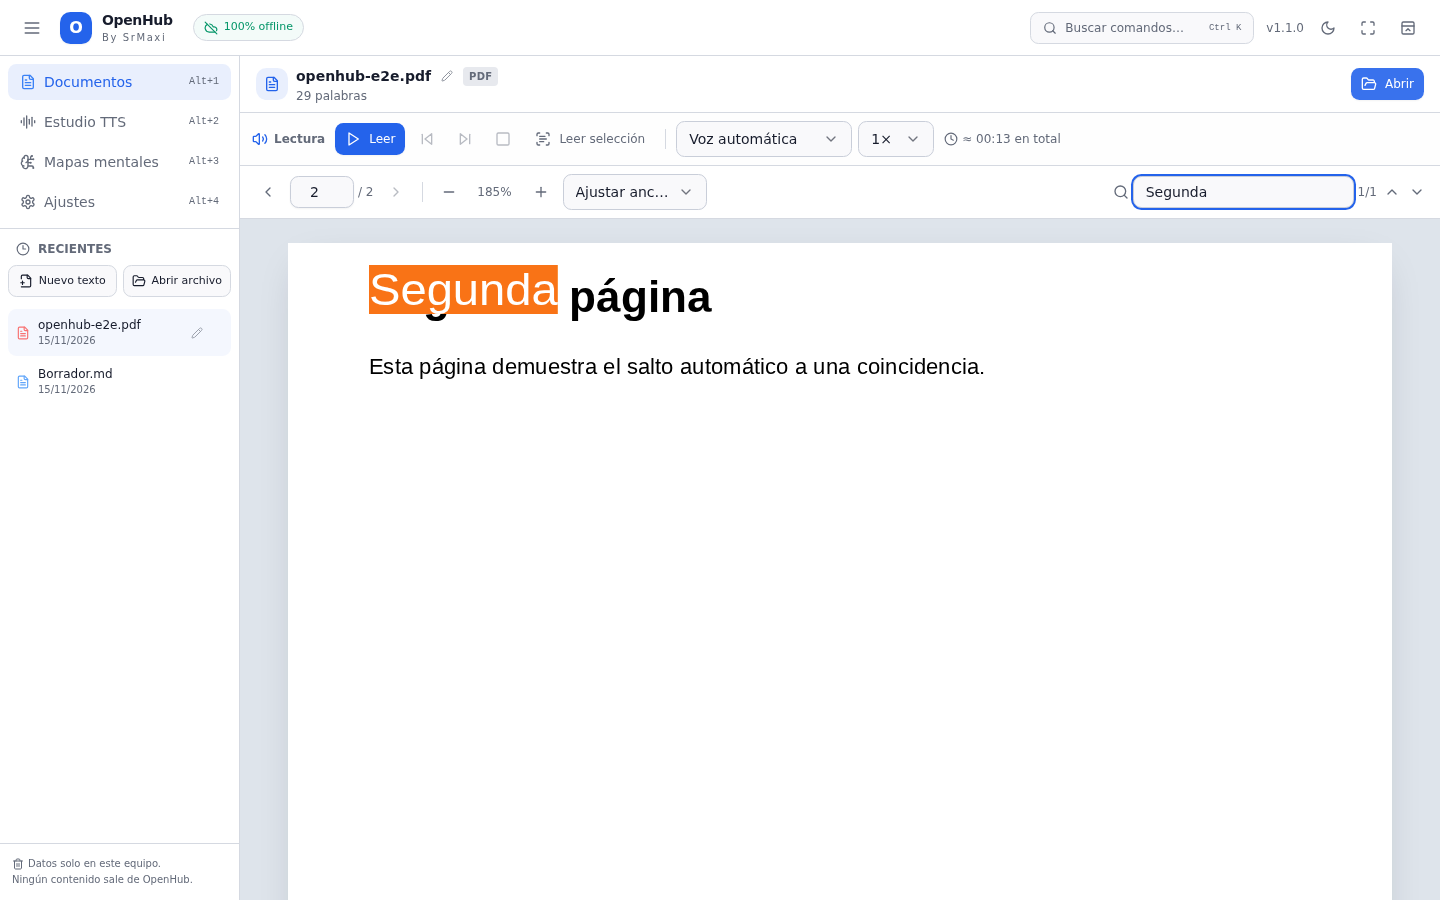 OpenHub
By SrMaxi
100% offline
Buscar comandos...
Ctrl K
v1.1.0
Documentos
Alt+1
Estudio TTS
Alt+2
Mapas mentales
Alt+3
Ajustes
Alt+4
RECIENTES
Nuevo texto
Abrir archivo
openhub-e2e.pdf
15/11/2026
Borrador.md
15/11/2026
Datos solo en este equipo.
Ningún contenido sale de OpenHub.
openhub-e2e.pdf
PDF
29 palabras
Abrir
Lectura
Leer
Leer selección
Voz automática
1×
≈ 00:13 en total
2
/ 2
185%
Ajustar anc...
Segunda
1/1
Segunda página
Esta página demuestra el salto automático a una coincidencia.